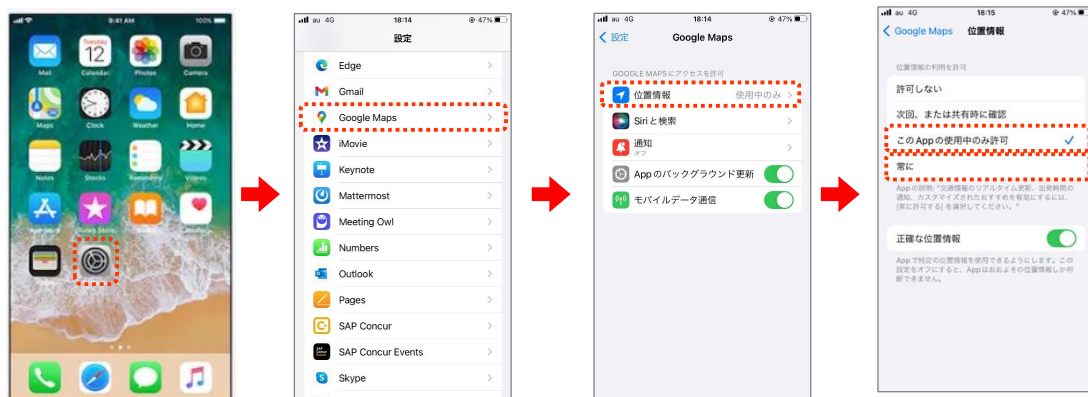 9:41 AM
100%
Tuesday
12
Mail
Calendar
Photos
Camera
Maps
Clock
Weather
Home
Notes
Stocks
Reminders
Videos
App Store
iTunes Store
au 4G 18:14 47%
設定
Edge
Gmail
Google Maps
iMovie
Keynote
Mattermost
Meeting Owl
Numbers
Outlook
Pages
SAP Concur
SAP Concur Events
Skype
au 4G 18:14 47%
設定 Google Maps
GOOGLE MAPSにアクセスを許可
位置情報 使用中のみ
Siriと検索
通知
オフ
Appのバックグラウンド更新
モバイルデータ通信
au 4G 18:15 47%
Google Maps 位置情報
位置情報の利用を許可
許可しない
次回、または共有時に確認
このAppの使用中のみ許可
常に
Appの説明: "交通情報のリアルタイム更新、出発時間の
通知、カスタマイズされたおすすめを有効にするには、
[常に許可する] を選択してください。"
正確な位置情報
Appで特定の位置情報を使用できるようにします。この
設定をオフにすると、Appはおおよその位置情報しか判
断できません。